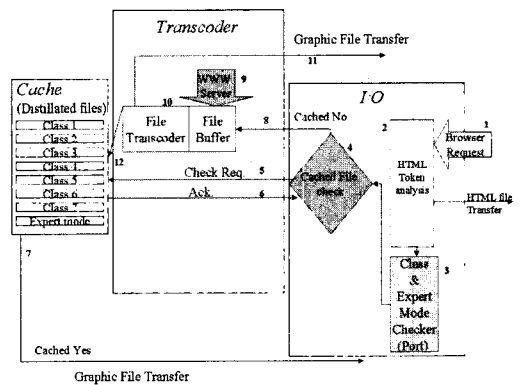 Transcoder
Graphic File Transfer
11
WWW
Server
9
Cache
(Distillated files)
Class 1
Class 2
Class 3
Class 4
Class 5
Class 6
Class 7
Expert mode
10
File
Transcoder
File
Buffer
8
Cached No
I/O
1
Browser
Request
2
HTML
Token
analysis
HTML file
Transfer
4
Cached File
check
12
Check Req.
5
Ack.
6
7
Class
&
Expert
Mode
Checker
(Port)
3
Cached Yes
Graphic File Transfer